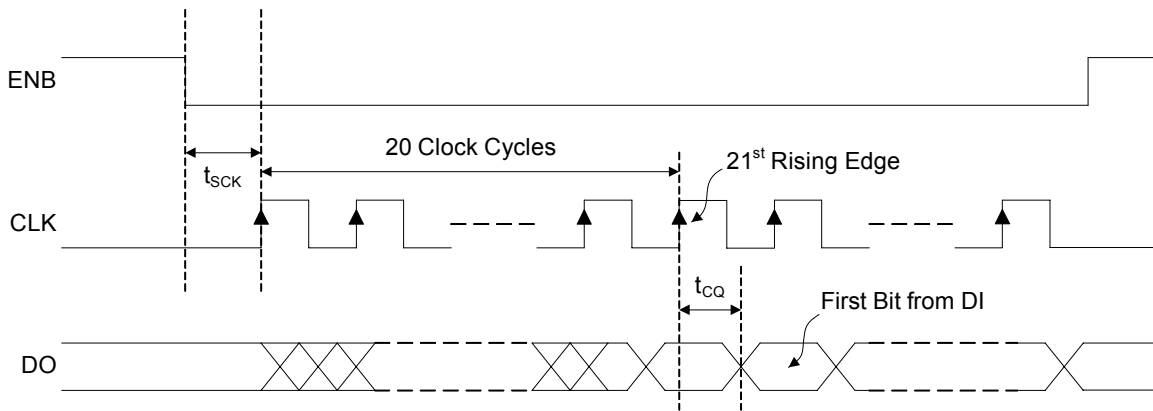 ENB
20 Clock Cycles
21st Rising Edge
tSCK
CLK
tCQ
First Bit from DI
DO